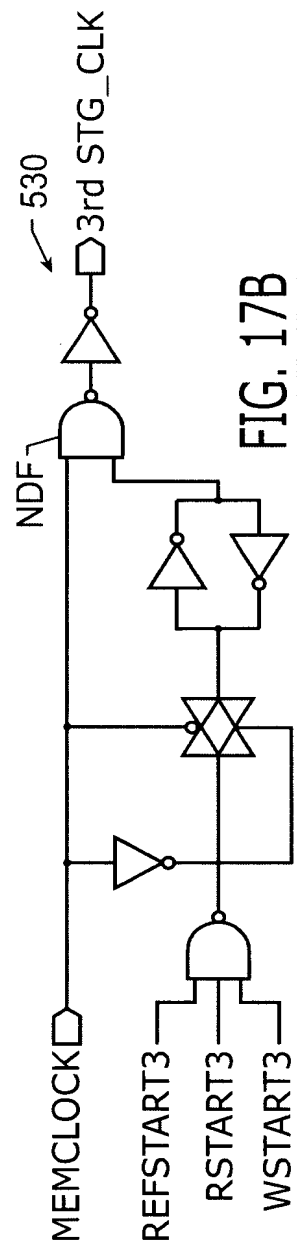 MEMCLOCK
REFSTART3
RSTART3
WSTART3
NDF
530
3rd STG_CLK
FIG. 17B